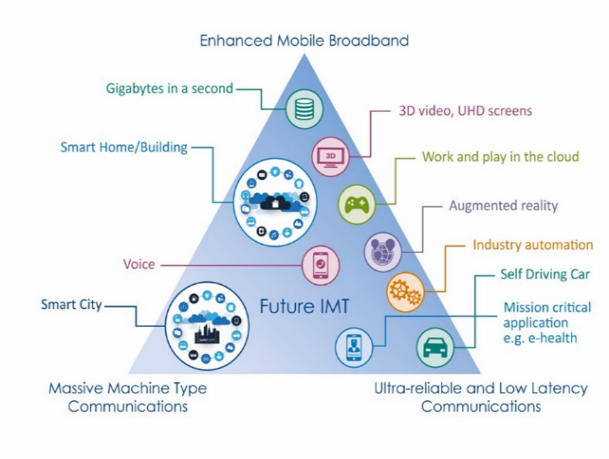 Enhanced Mobile Broadband
Gigabytes in a second
3D video, UHD screens
3D
Smart Home/Building
Work and play in the cloud
Augmented reality
Voice
Industry automation
Self Driving Car
Smart City
Future IMT
Mission critical
application
e.g. e-health
Massive Machine Type
Communications
Ultra-reliable and Low Latency
Communications